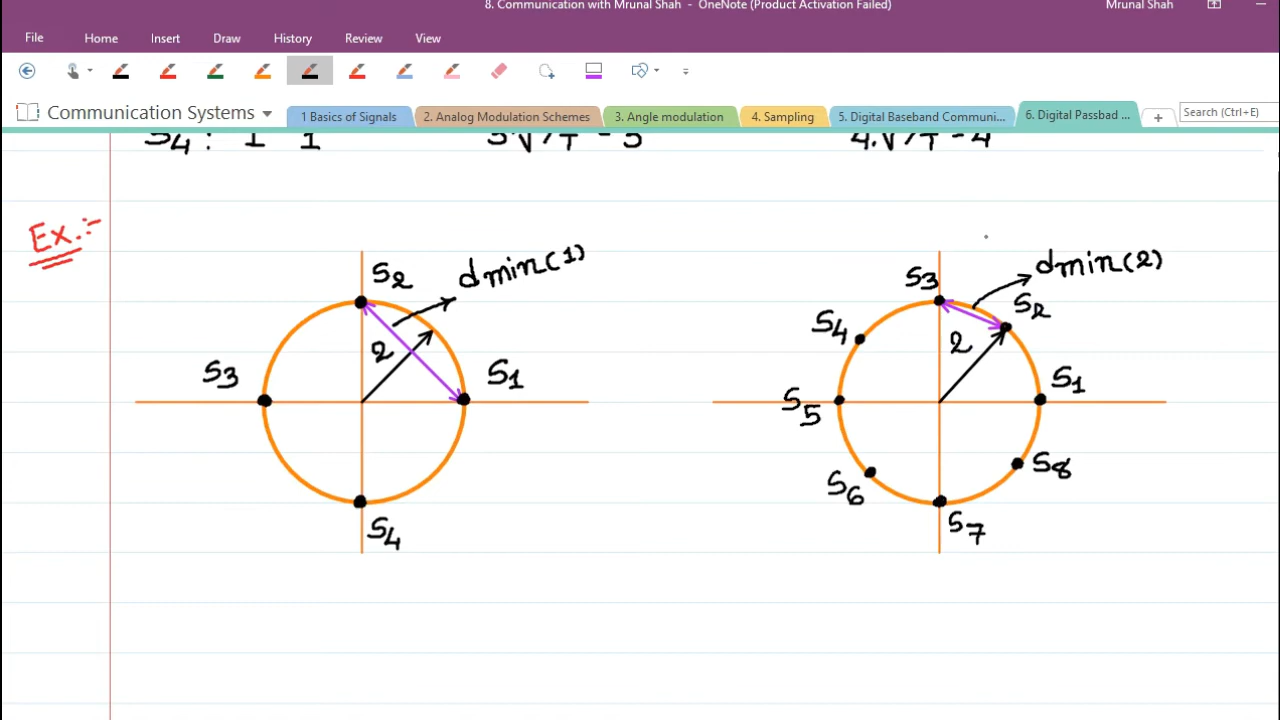 8. Communication with Mrunal Shah - OneNote (Product Activation Failed)
Mrunal Shah
File Home Insert Draw History Review View
Communication Systems
1 Basics of Signals
2. Analog Modulation Schemes
3. Angle modulation
4. Sampling
5. Digital Baseband Communi...
6. Digital Passbad ...
+
Search (Ctrl+E)
S4 : 1 1
Ex.:-
S2
dmin(1)
2
S3
S1
S4
S3
dmin(2)
S2
S4
2
S1
S5
S8
S6
S7